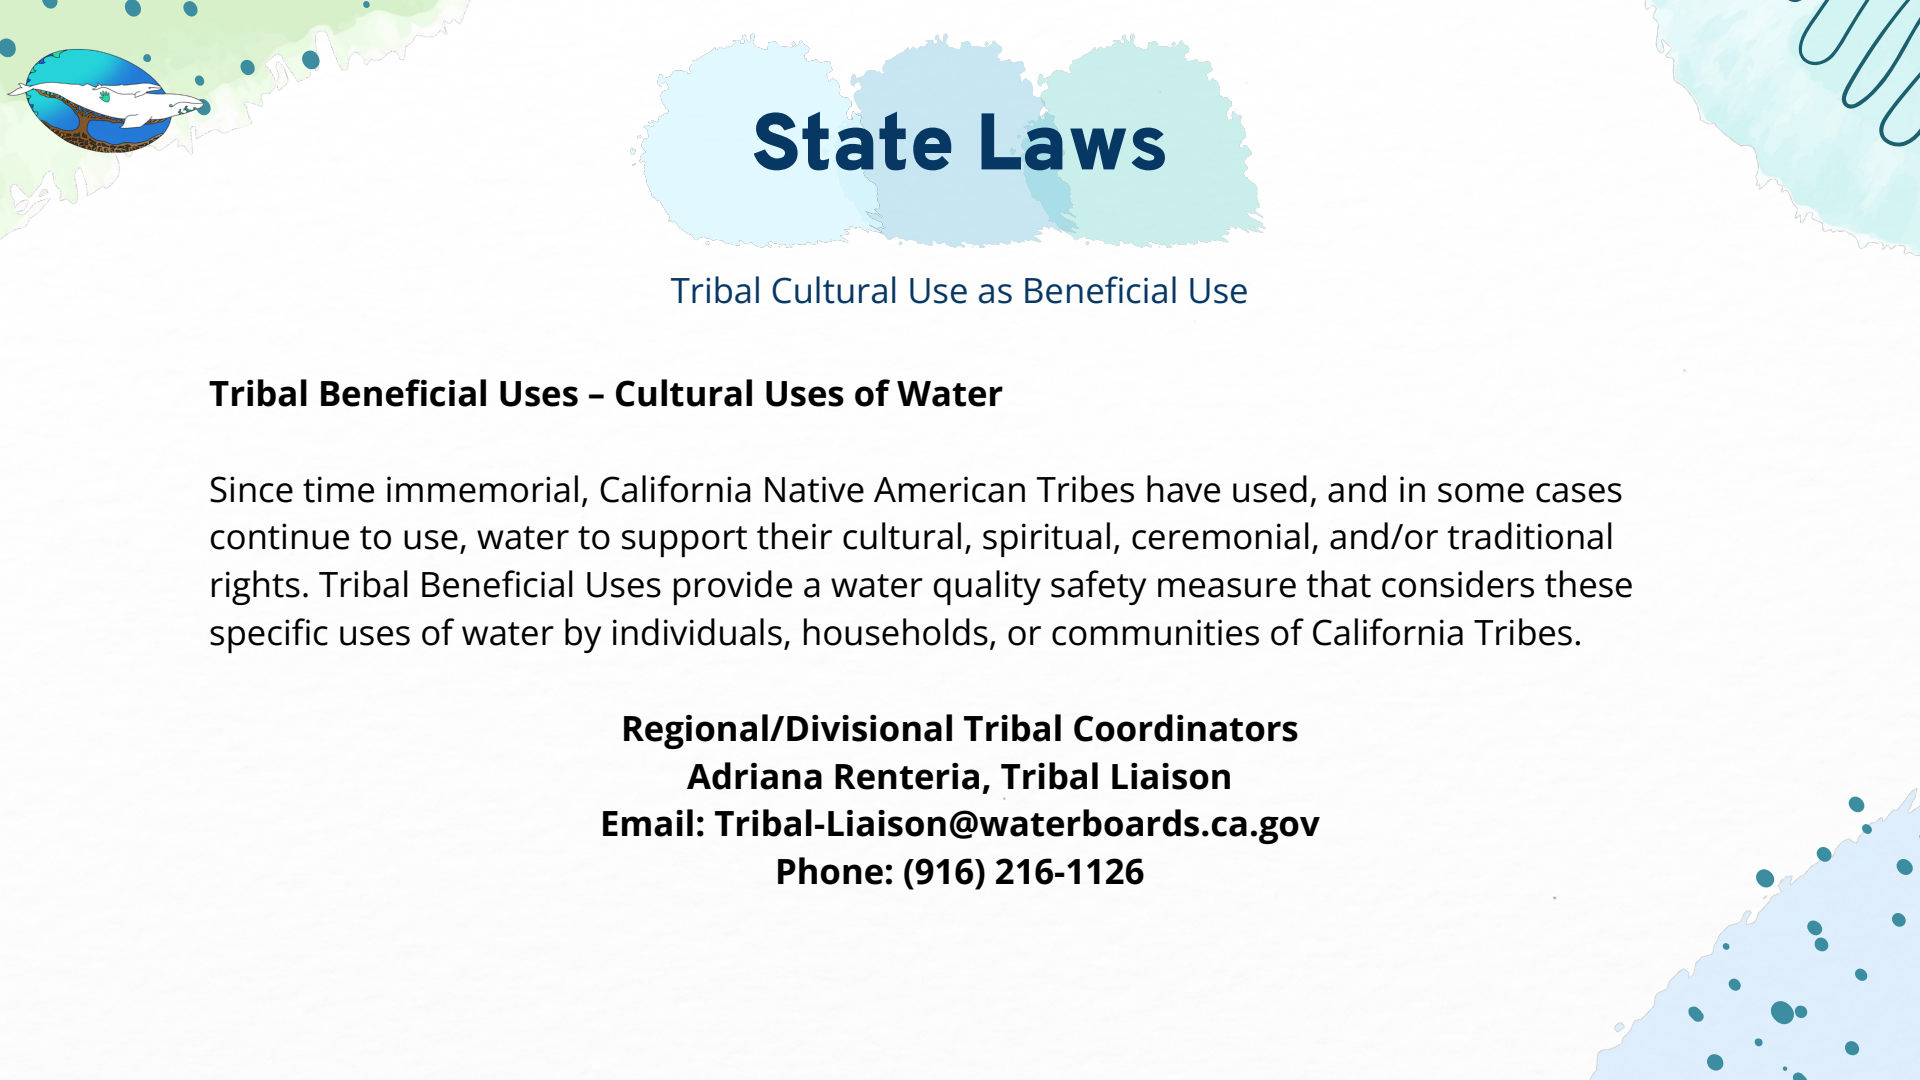 State Laws
Tribal Cultural Use as Beneficial Use
Tribal Beneficial Uses – Cultural Uses of Water
Since time immemorial, California Native American Tribes have used, and in some cases
continue to use, water to support their cultural, spiritual, ceremonial, and/or traditional
rights. Tribal Beneficial Uses provide a water quality safety measure that considers these
specific uses of water by individuals, households, or communities of California Tribes.
Regional/Divisional Tribal Coordinators
Adriana Renteria, Tribal Liaison
Email: Tribal-Liaison@waterboards.ca.gov
Phone: (916) 216-1126